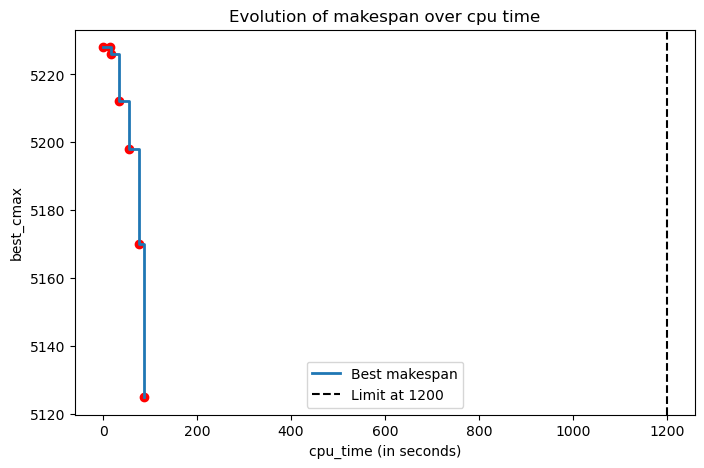 Evolution of makespan over cpu time
5220
5200
5180
5160
5140
5120
best_cmax
Best makespan
Limit at 1200
0
200
400
600
800
1000
1200
cpu_time (in seconds)